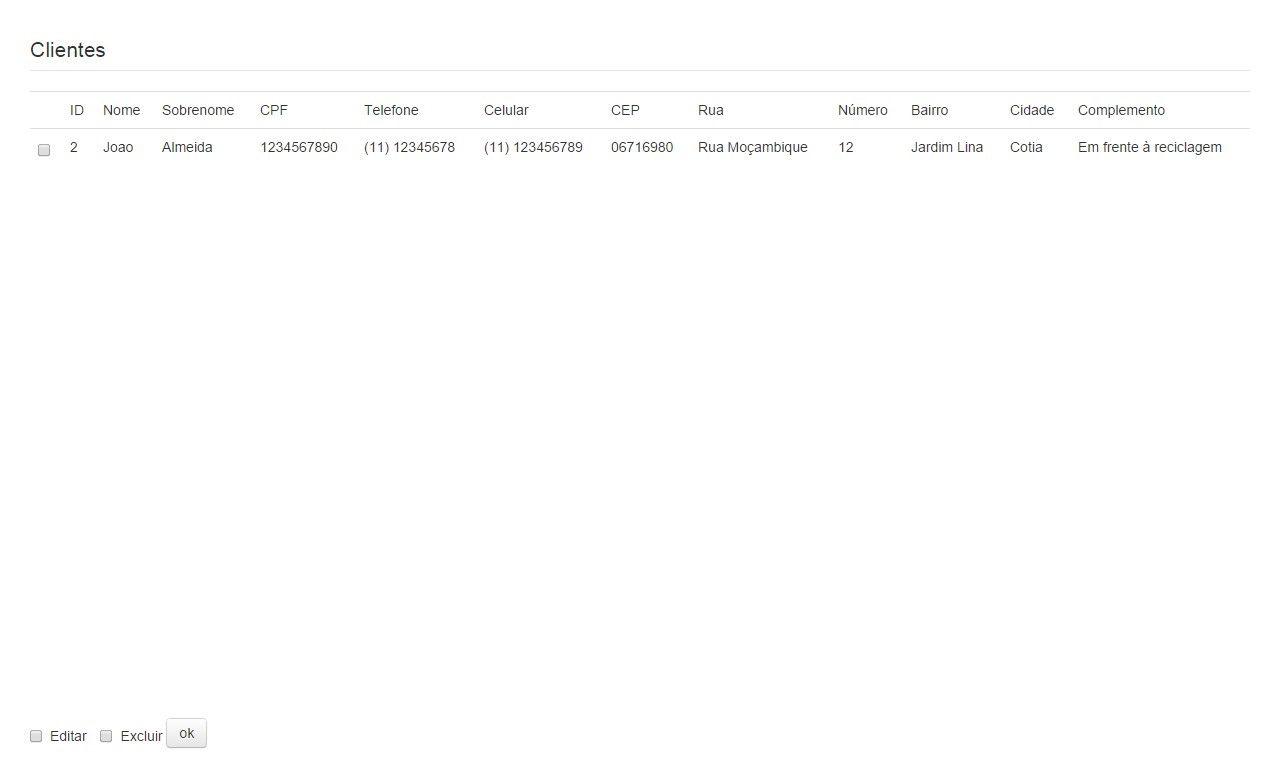 Clientes
ID Nome Sobrenome CPF Telefone Celular CEP Rua Número Bairro Cidade Complemento
2 Joao Almeida 1234567890 (11) 12345678 (11) 123456789 06716980 Rua Moçambique 12 Jardim Lina Cotia Em frente à reciclagem
Editar Excluir ok